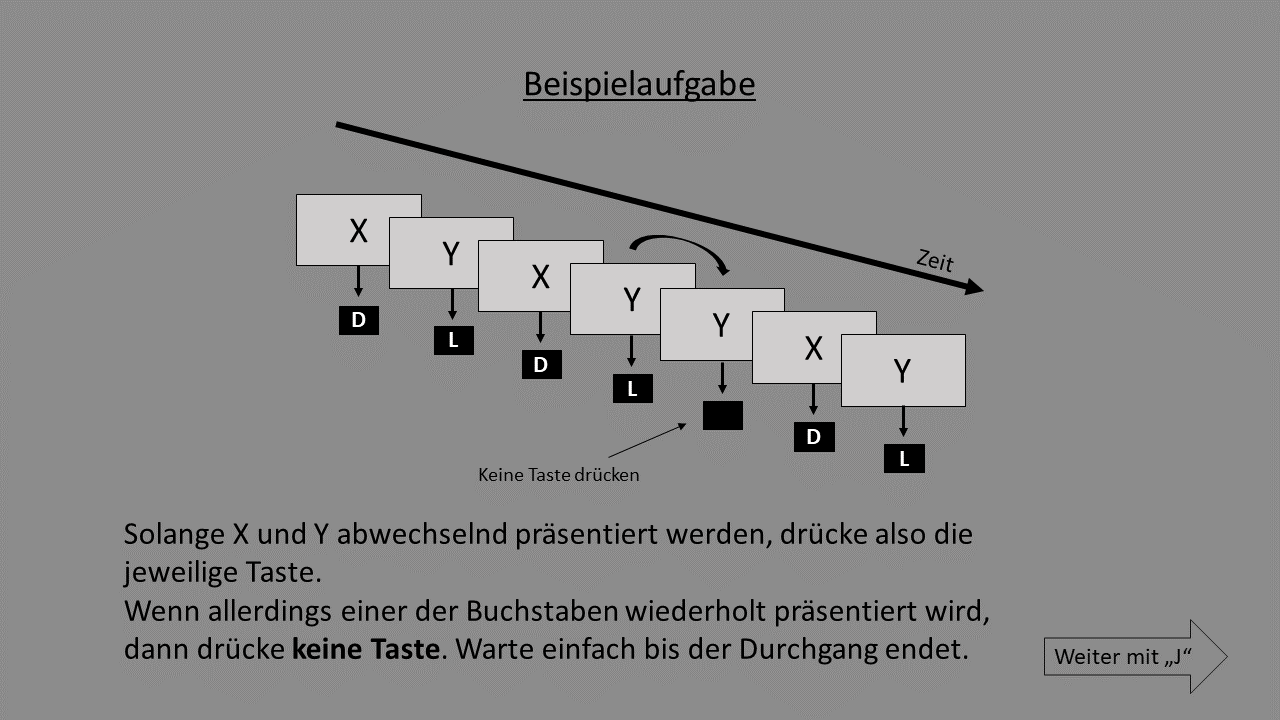 Beispielaufgabe
Zeit
X
Y
X
Y
Y
X
Y
D
L
D
L
D
L
Keine Taste drücken
Solange X und Y abwechselnd präsentiert werden, drücke also die
jeweilige Taste.
Wenn allerdings einer der Buchstaben wiederholt präsentiert wird,
dann drücke keine Taste. Warte einfach bis der Durchgang endet.
Weiter mit „J“